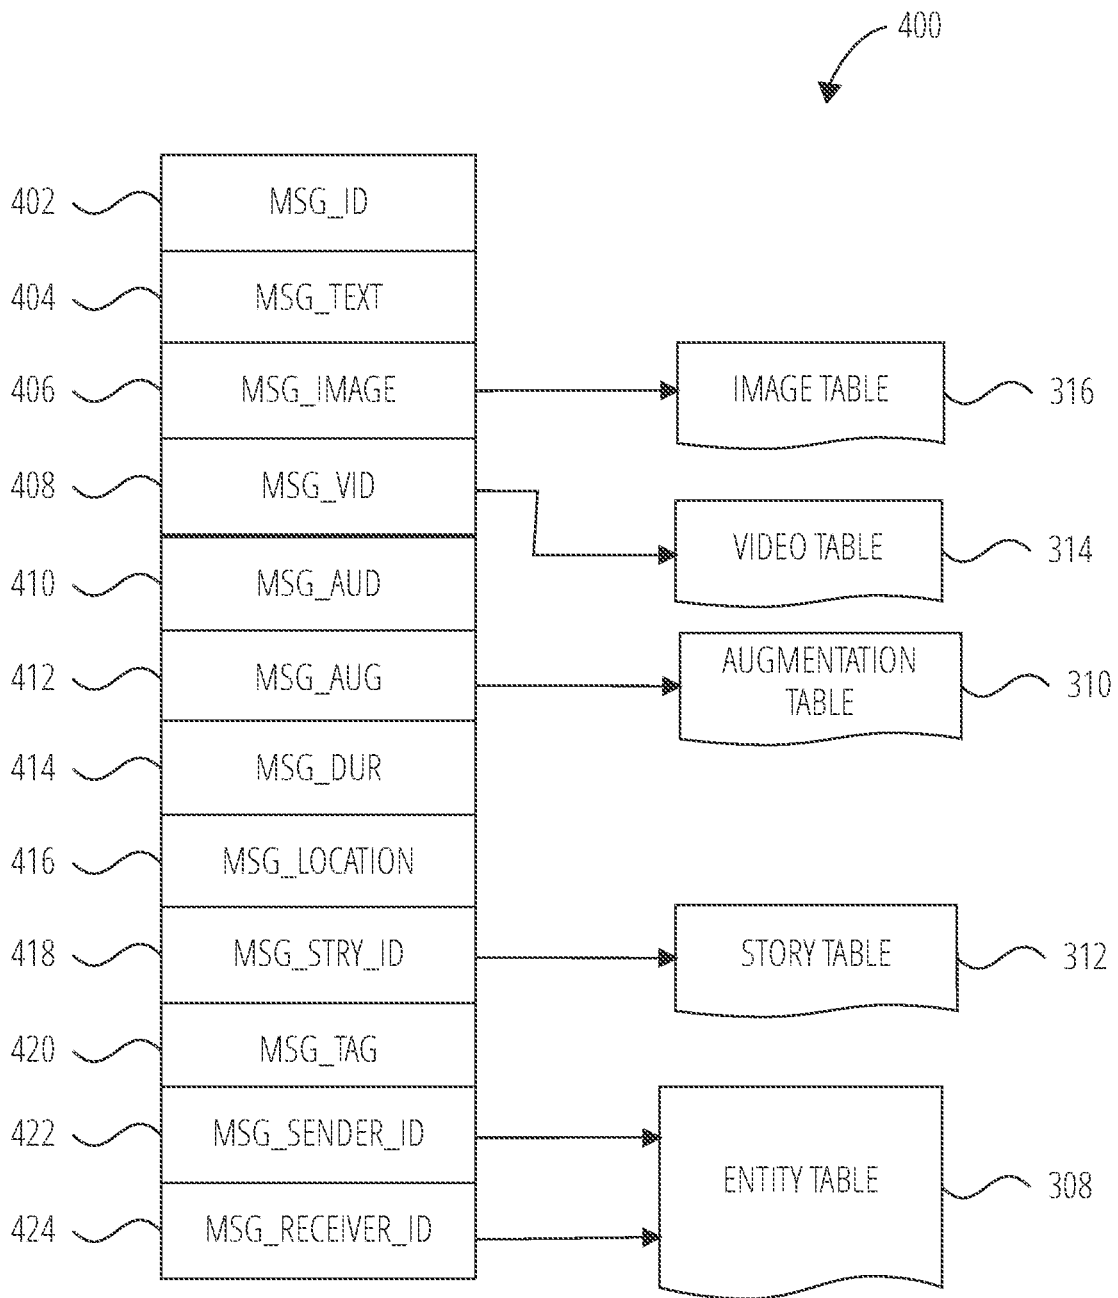 400
402 MSG_ID
404 MSG_TEXT
406 MSG_IMAGE IMAGE TABLE 316
408 MSG_VID VIDEO TABLE 314
410 MSG_AUD
412 MSG_AUG AUGMENTATION
TABLE 310
414 MSG_DUR
416 MSG_LOCATION
418 MSG_STRY_ID STORY TABLE 312
420 MSG_TAG
422 MSG_SENDER_ID
ENTITY TABLE 308
424 MSG_RECEIVER_ID